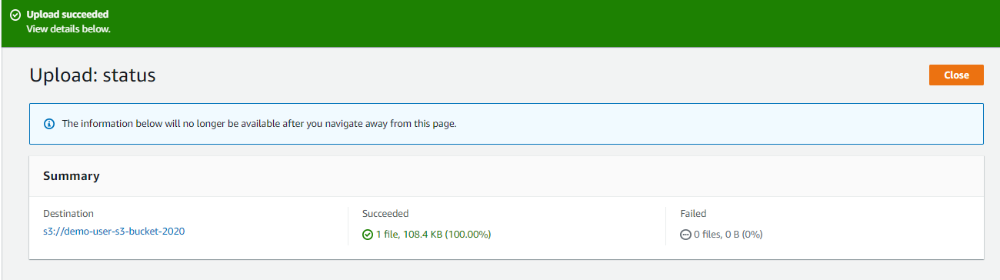 Upload succeeded
View details below.
Upload: status
Close
The information below will no longer be available after you navigate away from this page.
Summary
Destination
s3://demo-user-s3-bucket-2020
Succeeded
1 file, 108.4 KB (100.00%)
Failed
0 files, 0 B (0%)